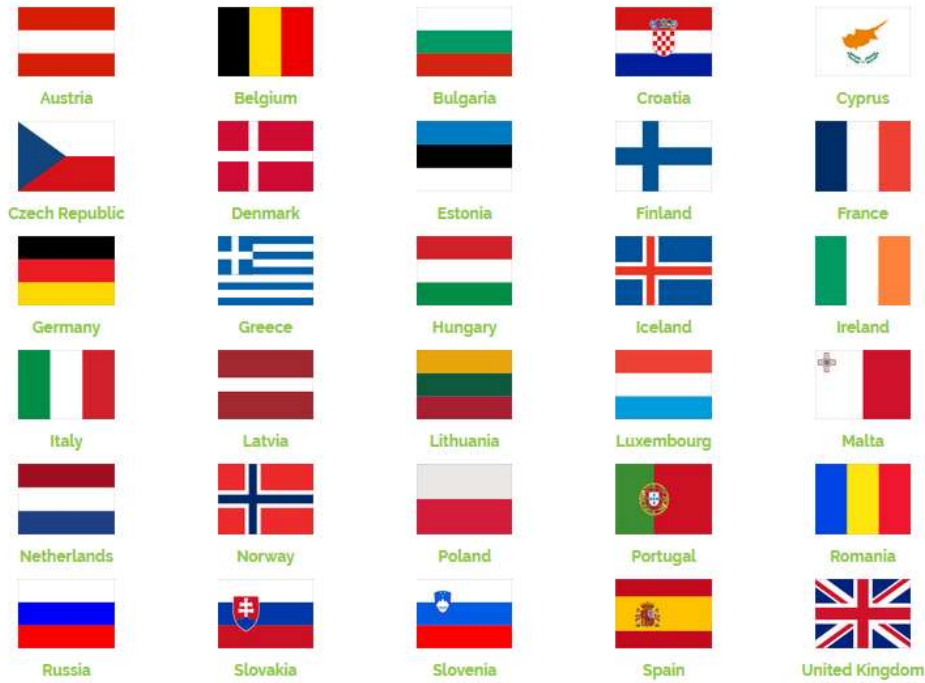 Austria
Belgium
Bulgaria
Croatia
Cyprus
Czech Republic
Denmark
Estonia
Finland
France
Germany
Greece
Hungary
Iceland
Ireland
Italy
Latvia
Lithuania
Luxembourg
Malta
Netherlands
Norway
Poland
Portugal
Romania
Russia
Slovakia
Slovenia
Spain
United Kingdom